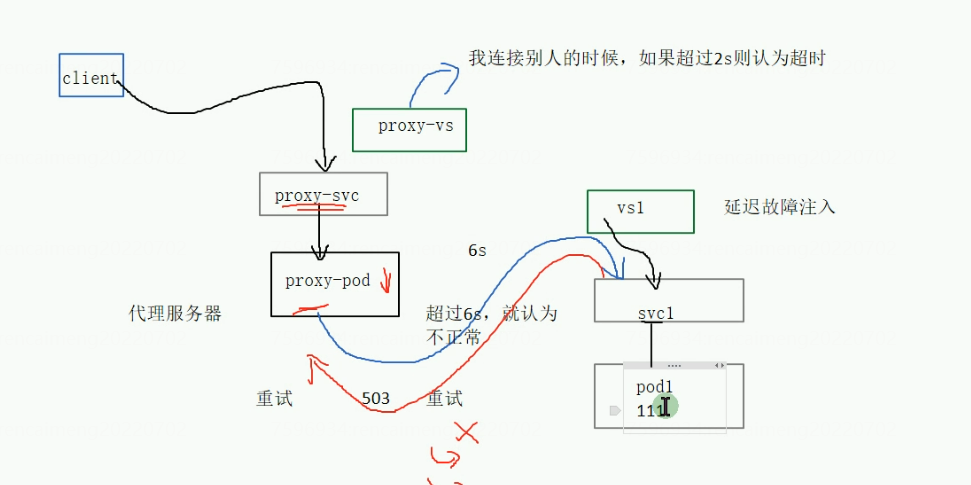 我连接别人的时候，如果超过2s则认为超时
client
proxy-vs
proxy-svc
vs1
延迟故障注入
6s
proxy-pod
代理服务器
超过6s，就认为
不正常
svc1
pod1
重试
503
重试
111